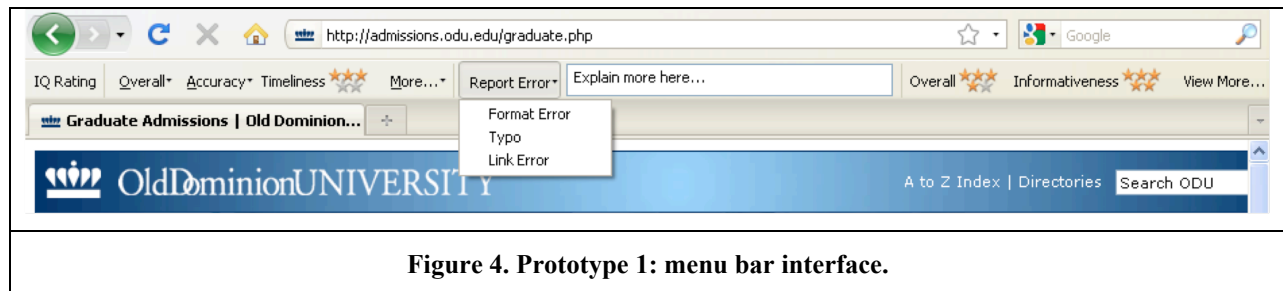 http://admissions.odu.edu/graduate.php Google
IQ Rating Overall Accuracy Timeliness More... Report Error Explain more here... Overall Informativeness View More...
Graduate Admissions | Old Dominion...
Format Error
Typo
Link Error
OldDominionUNIVERSITY A to Z Index | Directories Search ODU
Figure 4. Prototype 1: menu bar interface.